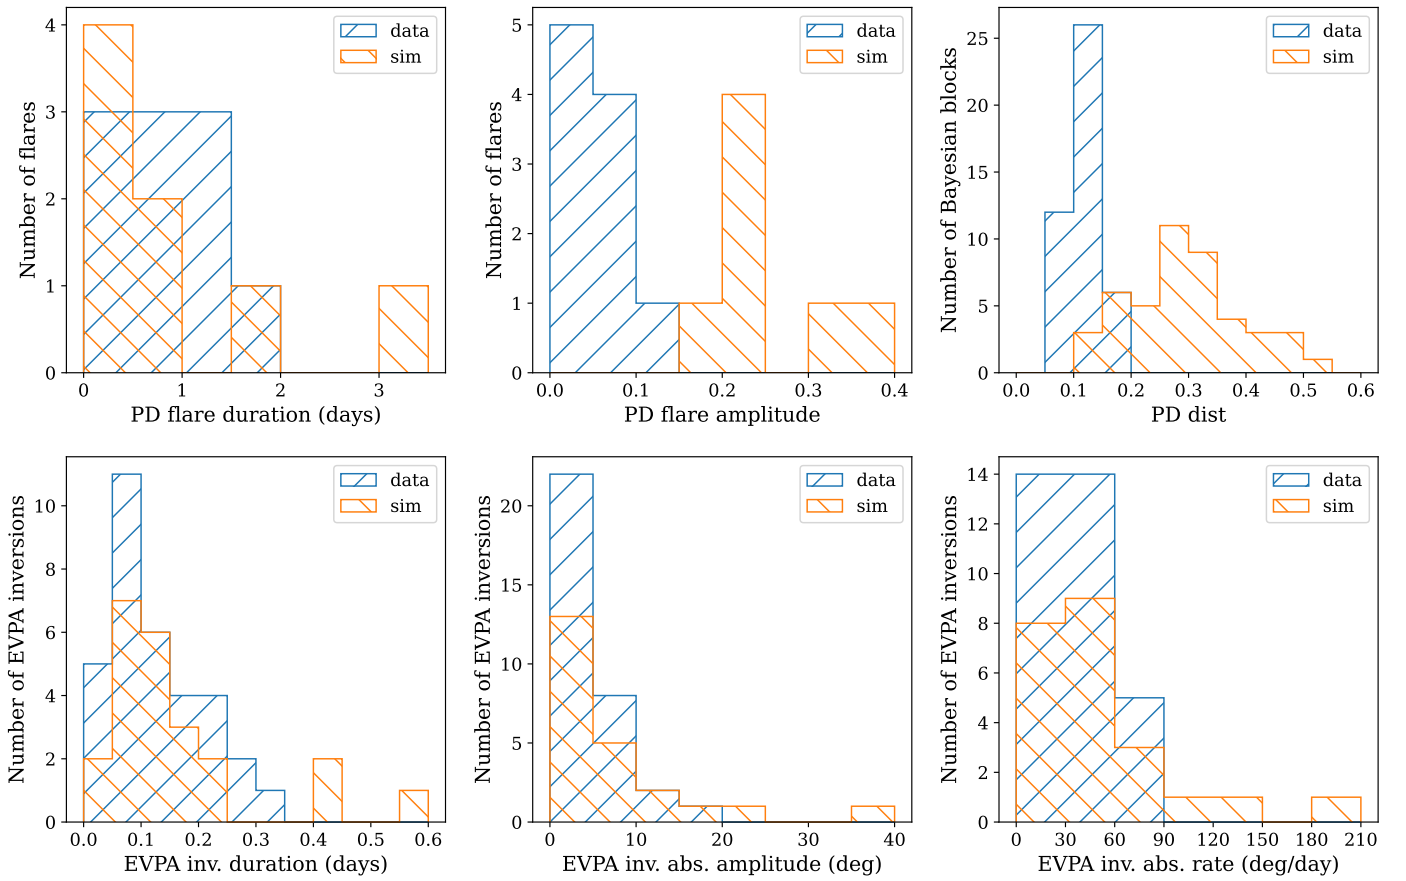 data
sim
4
3
2
1
0
0 1 2 3
Number of flares
PD flare duration (days)
data
sim
5
4
3
2
1
0
0.0 0.1 0.2 0.3 0.4
Number of flares
PD flare amplitude
data
sim
25
20
15
10
5
0
0.0 0.1 0.2 0.3 0.4 0.5 0.6
Number of Bayesian blocks
PD dist
data
sim
10
8
6
4
2
0
0.0 0.1 0.2 0.3 0.4 0.5 0.6
Number of EVPA inversions
EVPA inv. duration (days)
data
sim
20
15
10
5
0
0 10 20 30 40
Number of EVPA inversions
EVPA inv. abs. amplitude (deg)
data
sim
14
12
10
8
6
4
2
0
0 30 60 90 120 150 180 210
Number of EVPA inversions
EVPA inv. abs. rate (deg/day)